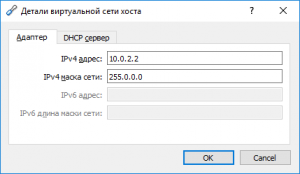 Детали виртуальной сети хоста
Адаптер DHCP сервер
IPv4 адрес: 10.0.2.2
IPv4 маска сети: 255.0.0.0
IPv6 адрес:
IPv6 длина маски сети:
OK Cancel